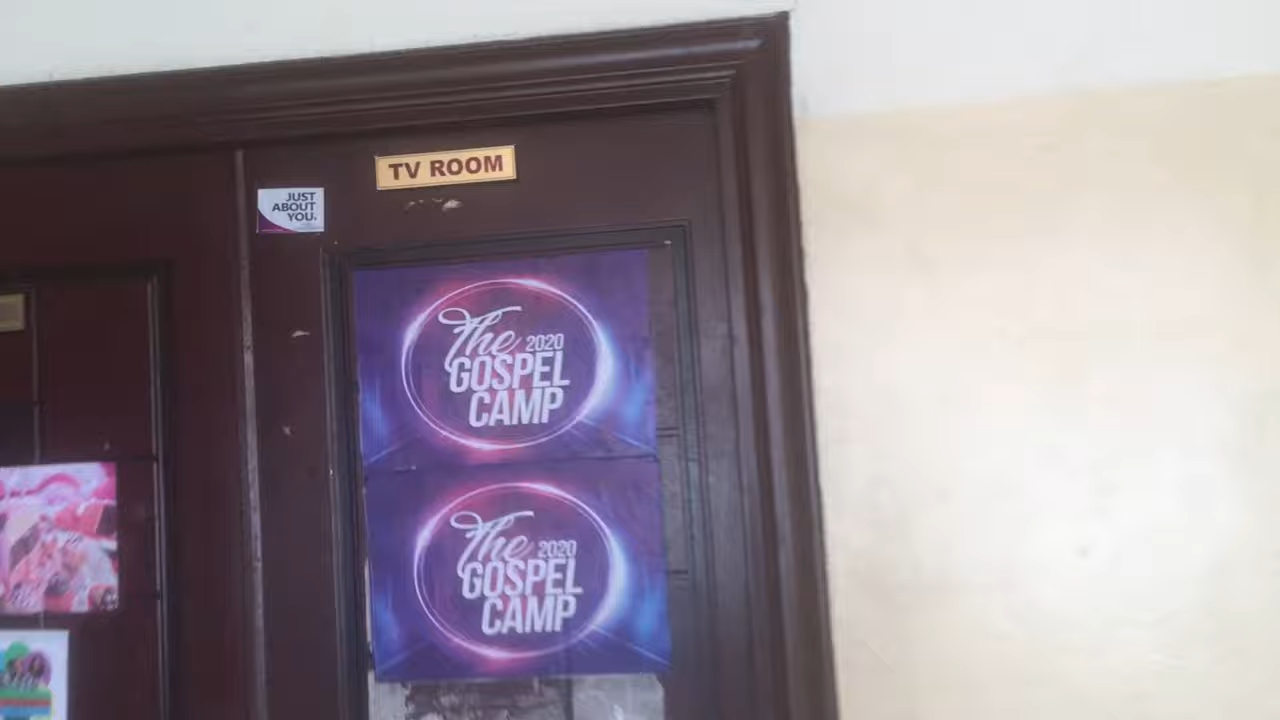 TV ROOM
JUST
ABOUT
YOU.
The 2020
GOSPEL
CAMP
The 2020
GOSPEL
CAMP